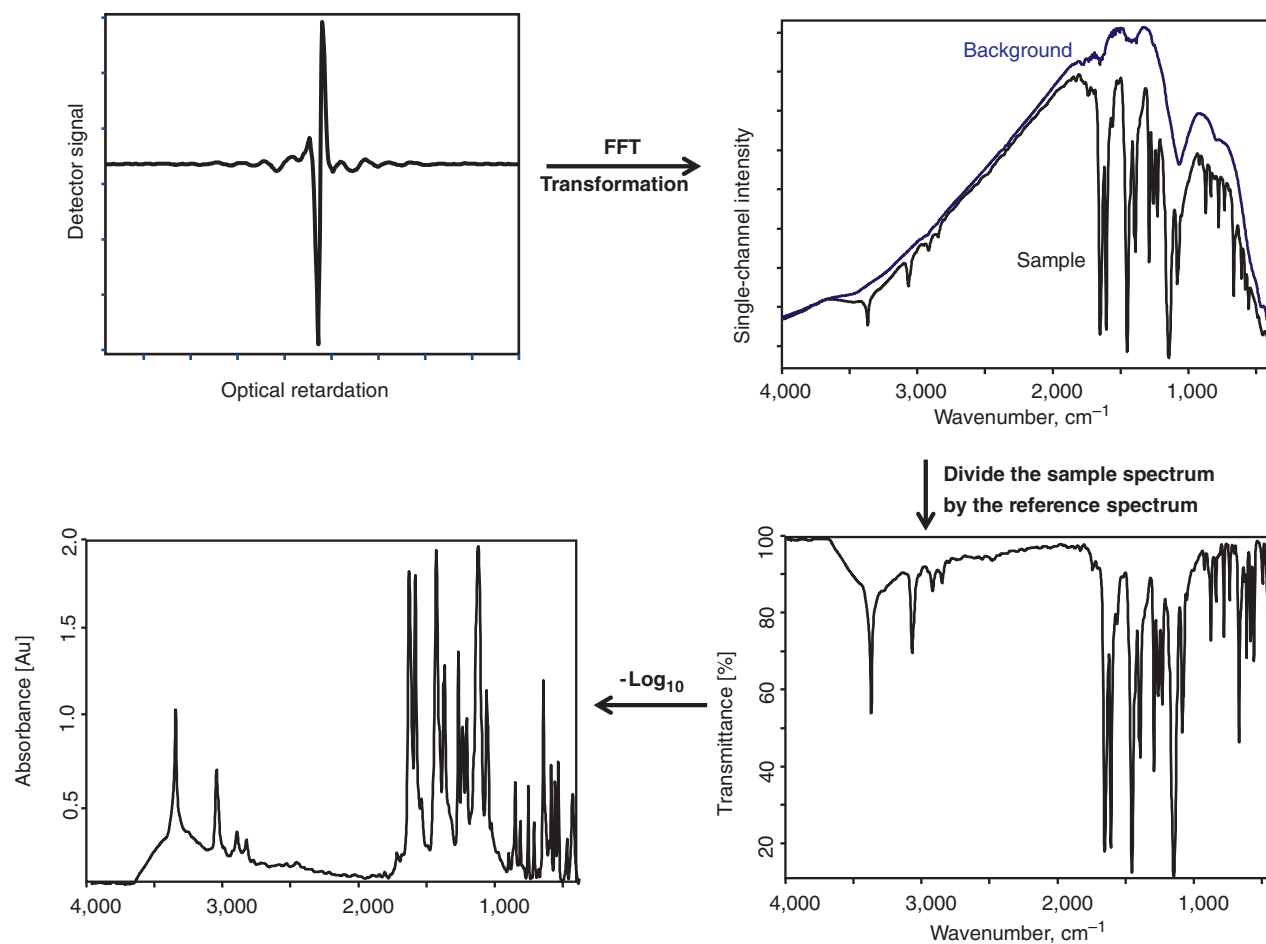 Detector signal
Optical retardation
FFT
Transformation
Single-channel intensity
Background
Sample
4,000 3,000 2,000 1,000
Wavenumber, cm⁻¹
Divide the sample spectrum
by the reference spectrum
Absorbance [Au]
2.0
1.5
1.0
0.5
4,000 3,000 2,000 1,000
-Log₁₀
Transmittance [%]
100
80
60
40
20
4,000 3,000 2,000 1,000
Wavenumber, cm⁻¹